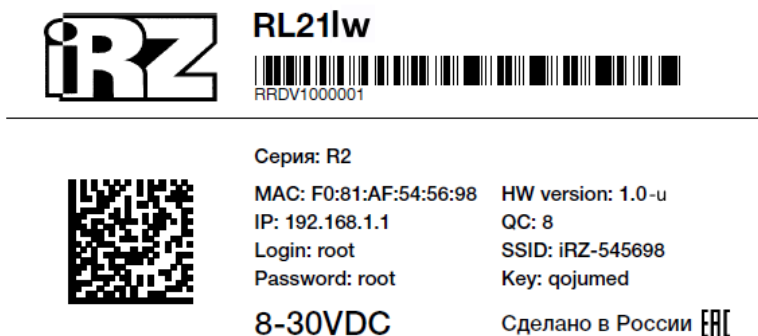 iRZ
RL21lw
RRDV1000001
Серия: R2
MAC: F0:81:AF:54:56:98 HW version: 1.0-u
IP: 192.168.1.1 QC: 8
Login: root SSID: iRZ-545698
Password: root Key: qojumed
8-30VDC Сделано в России EAC